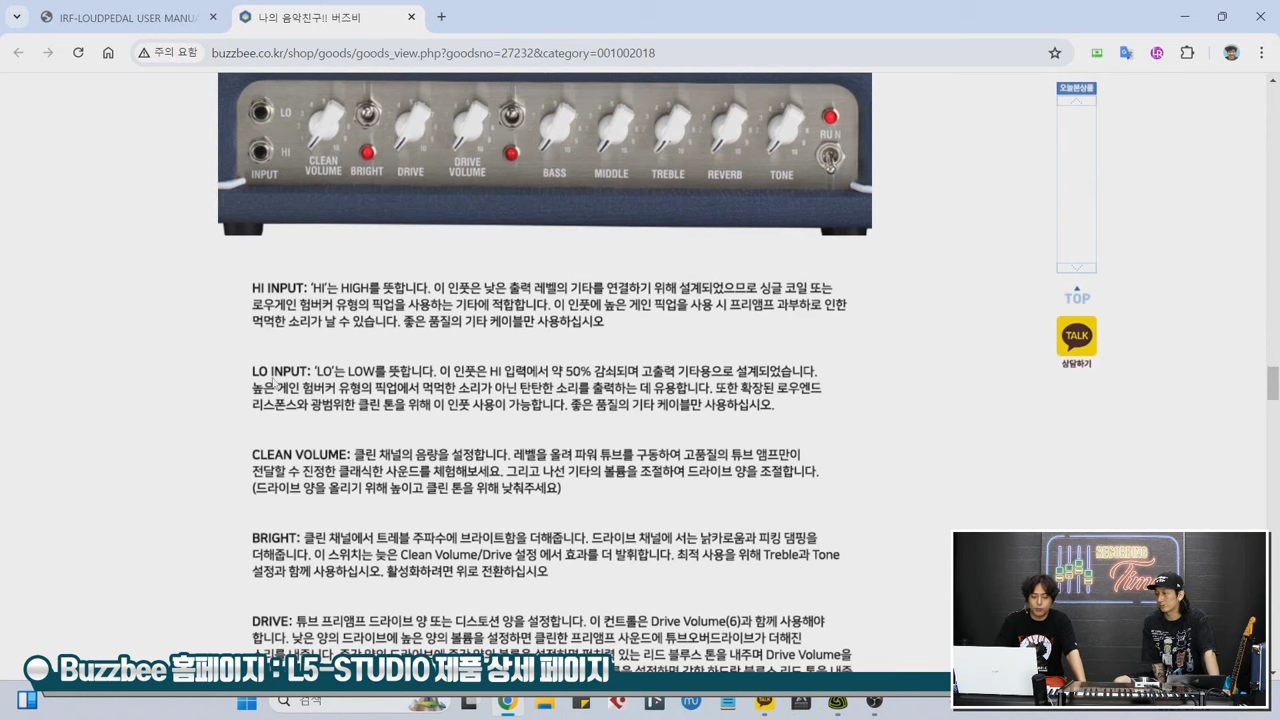 IRF-LOUDPEDAL USER MANUA
나의 음악친구!! 버즈비
주의 요함
buzzbee.co.kr/shop/goods/goods_view.php?goodsno=27232&category=001002018
오늘본상품
LO
HI
INPUT
CLEAN VOLUME
BRIGHT
DRIVE
DRIVE VOLUME
BASS
MIDDLE
TREBLE
REVERB
TONE
RUN
HI INPUT: 'HI'는 HIGH를 뜻합니다. 이 인풋은 낮은 출력 레벨의 기타를 연결하기 위해 설계되었으므로 싱글 코일 또는
로우게인 험버커 유형의 픽업을 사용하는 기타에 적합합니다. 이 인풋에 높은 게인 픽업을 사용 시 프리앰프 과부하로 인한
먹먹한 소리가 날 수 있습니다. 좋은 품질의 기타 케이블만 사용하십시오
TOP
TALK
상담하기
LO INPUT: 'LO'는 LOW를 뜻합니다. 이 인풋은 HI 입력에서 약 50% 감쇠되며 고출력 기타용으로 설계되었습니다.
높은 게인 험버커 유형의 픽업에서 먹먹한 소리가 아닌 탄탄한 소리를 출력하는 데 유용합니다. 또한 확장된 로우엔드
리스폰스와 광범위한 클린 톤을 위해 이 인풋 사용이 가능합니다. 좋은 품질의 기타 케이블만 사용하십시오.
CLEAN VOLUME: 클린 채널의 음량을 설정합니다. 레벨을 올려 파워 튜브를 구동하여 고품질의 튜브 앰프만이
전달할 수 진정한 클래식한 사운드를 체험해보세요. 그리고 나선 기타의 볼륨을 조절하여 드라이브 양을 조절합니다.
(드라이브 양을 올리기 위해 높이고 클린 톤을 위해 낮춰주세요)
BRIGHT: 클린 채널에서 트레블 주파수에 브라이트함을 더해줍니다. 드라이브 채널에 서는 낡카로움과 피킹 댐핑을
더해줍니다. 이 스위치는 늦은 Clean Volume/Drive 설정 에서 효과를 더 발휘합니다. 최적 사용을 위해 Treble과 Tone
설정과 함께 사용하십시오. 활성화하려면 위로 전환하십시오
DRIVE: 튜브 프리앰프 드라이브 양 또는 디스토션 양을 설정합니다. 이 컨트롤은 Drive Volume(6)과 함께 사용해야
합니다. 낮은 양의 드라이브에 높은 양의 볼륨을 설정하면 클린한 프리앰프 사운드에 튜브오버드라이브가 더해진
있는 리드 블루스 톤을 내주며 Drive Volume을
Buzzbee 홈페이지 : L5-STUDIO 제품 상세 페이지
검색
Time